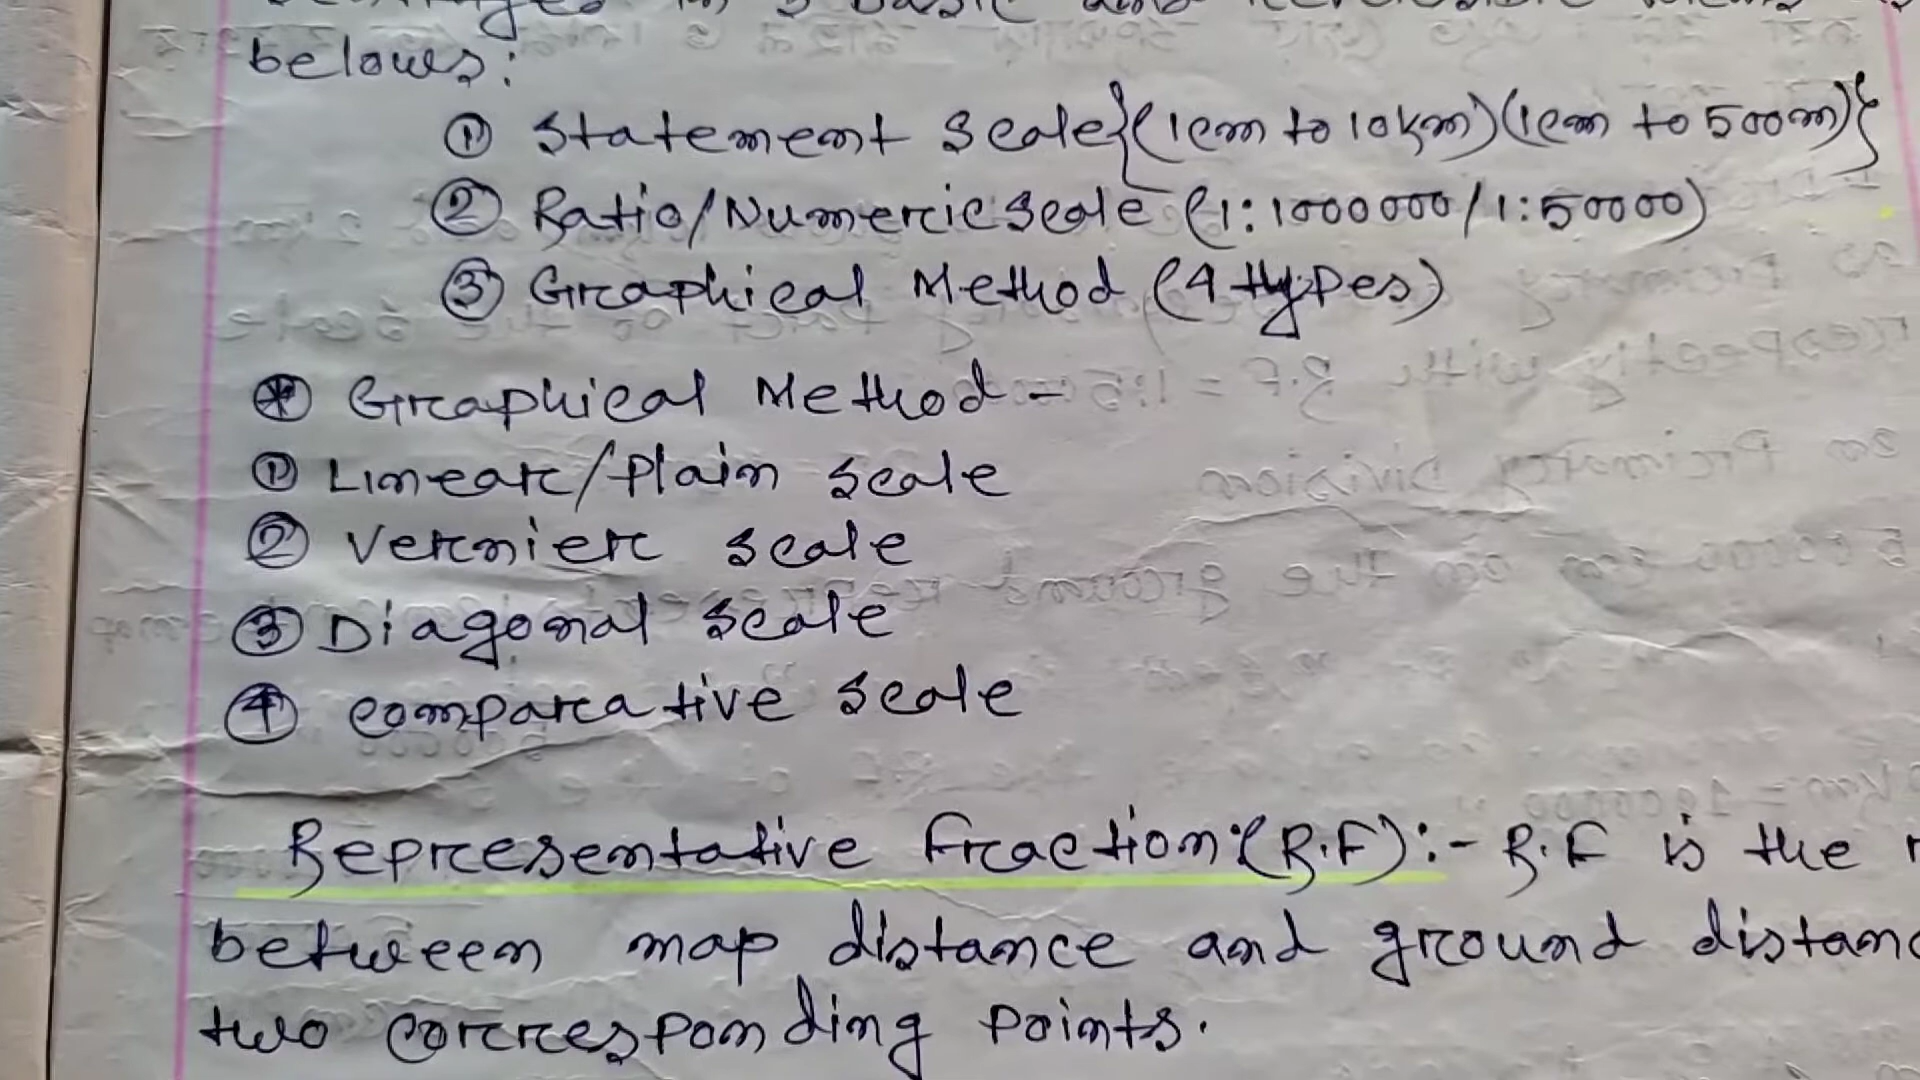 belows:
① Statement Scale{(1cm to 10km)(1cm to 500m)}
② Ratio/Numeric Scale (1:1000000/1:50000)
③ Graphical Method (4 types)
⊛ Graphical Method -
① Linear/Plain Scale
② Vernier Scale
③ Diagonal Scale
④ Comparative Scale
Representative Fraction:(R.F):- R.F is the
between map distance and ground distanc
two corresponding points.